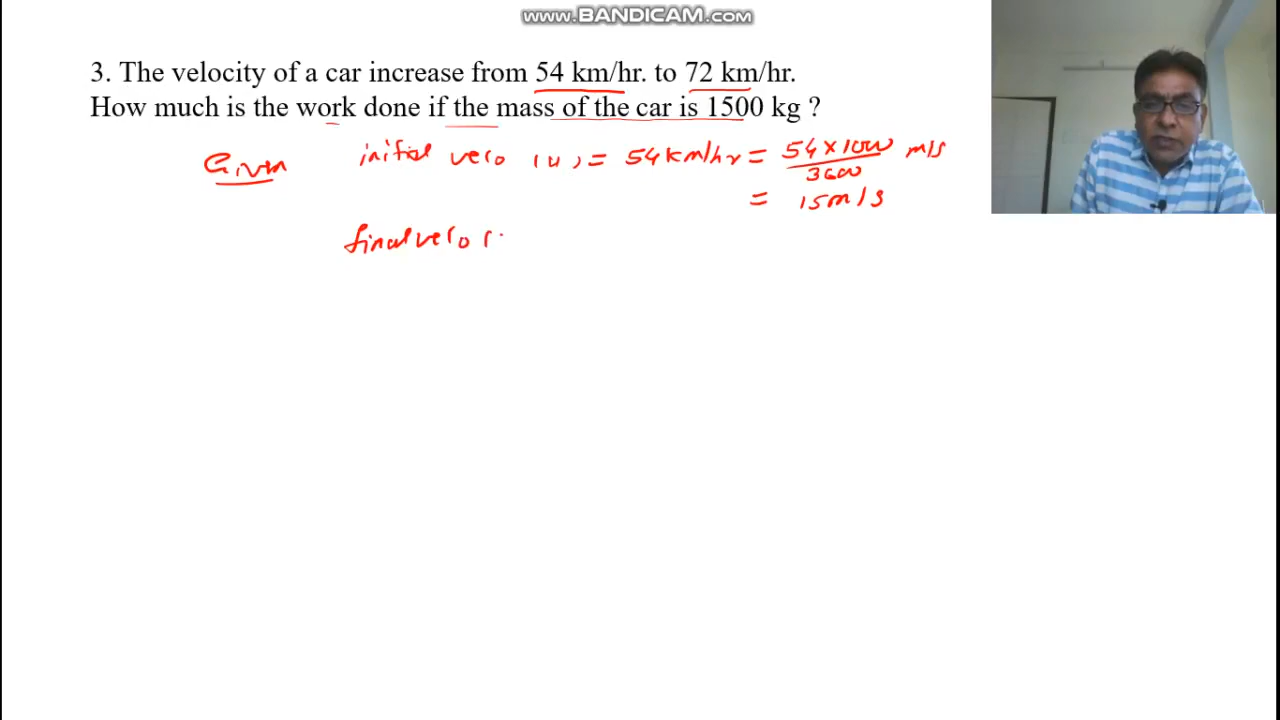 www.BANDICAM.com
3. The velocity of a car increase from 54 km/hr. to 72 km/hr.
How much is the work done if the mass of the car is 1500 kg ?
Given initial velo (u) = 54 km/hr = 54 × 1000 / 3600 m/s
= 15 m/s
final velo (